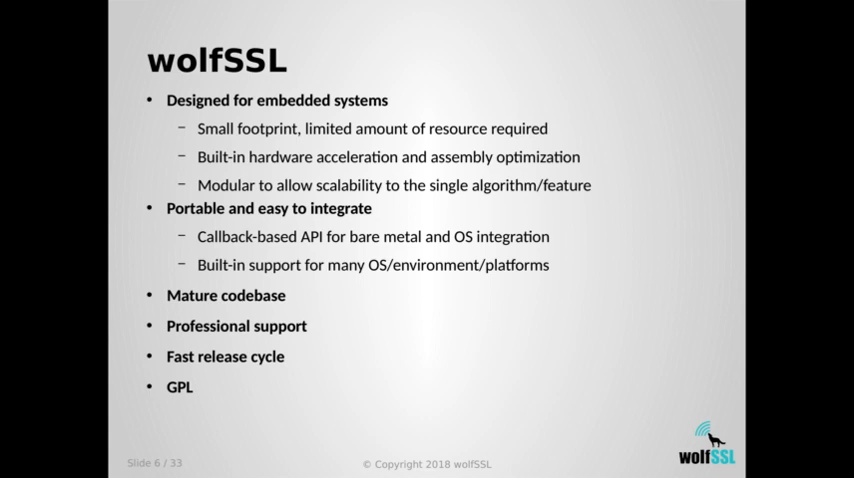 wolfSSL
• Designed for embedded systems
– Small footprint, limited amount of resource required
– Built-in hardware acceleration and assembly optimization
– Modular to allow scalability to the single algorithm/feature
• Portable and easy to integrate
– Callback-based API for bare metal and OS integration
– Built-in support for many OS/environment/platforms
• Mature codebase
• Professional support
• Fast release cycle
• GPL
Slide 6 / 33
© Copyright 2018 wolfSSL
wolfSSL